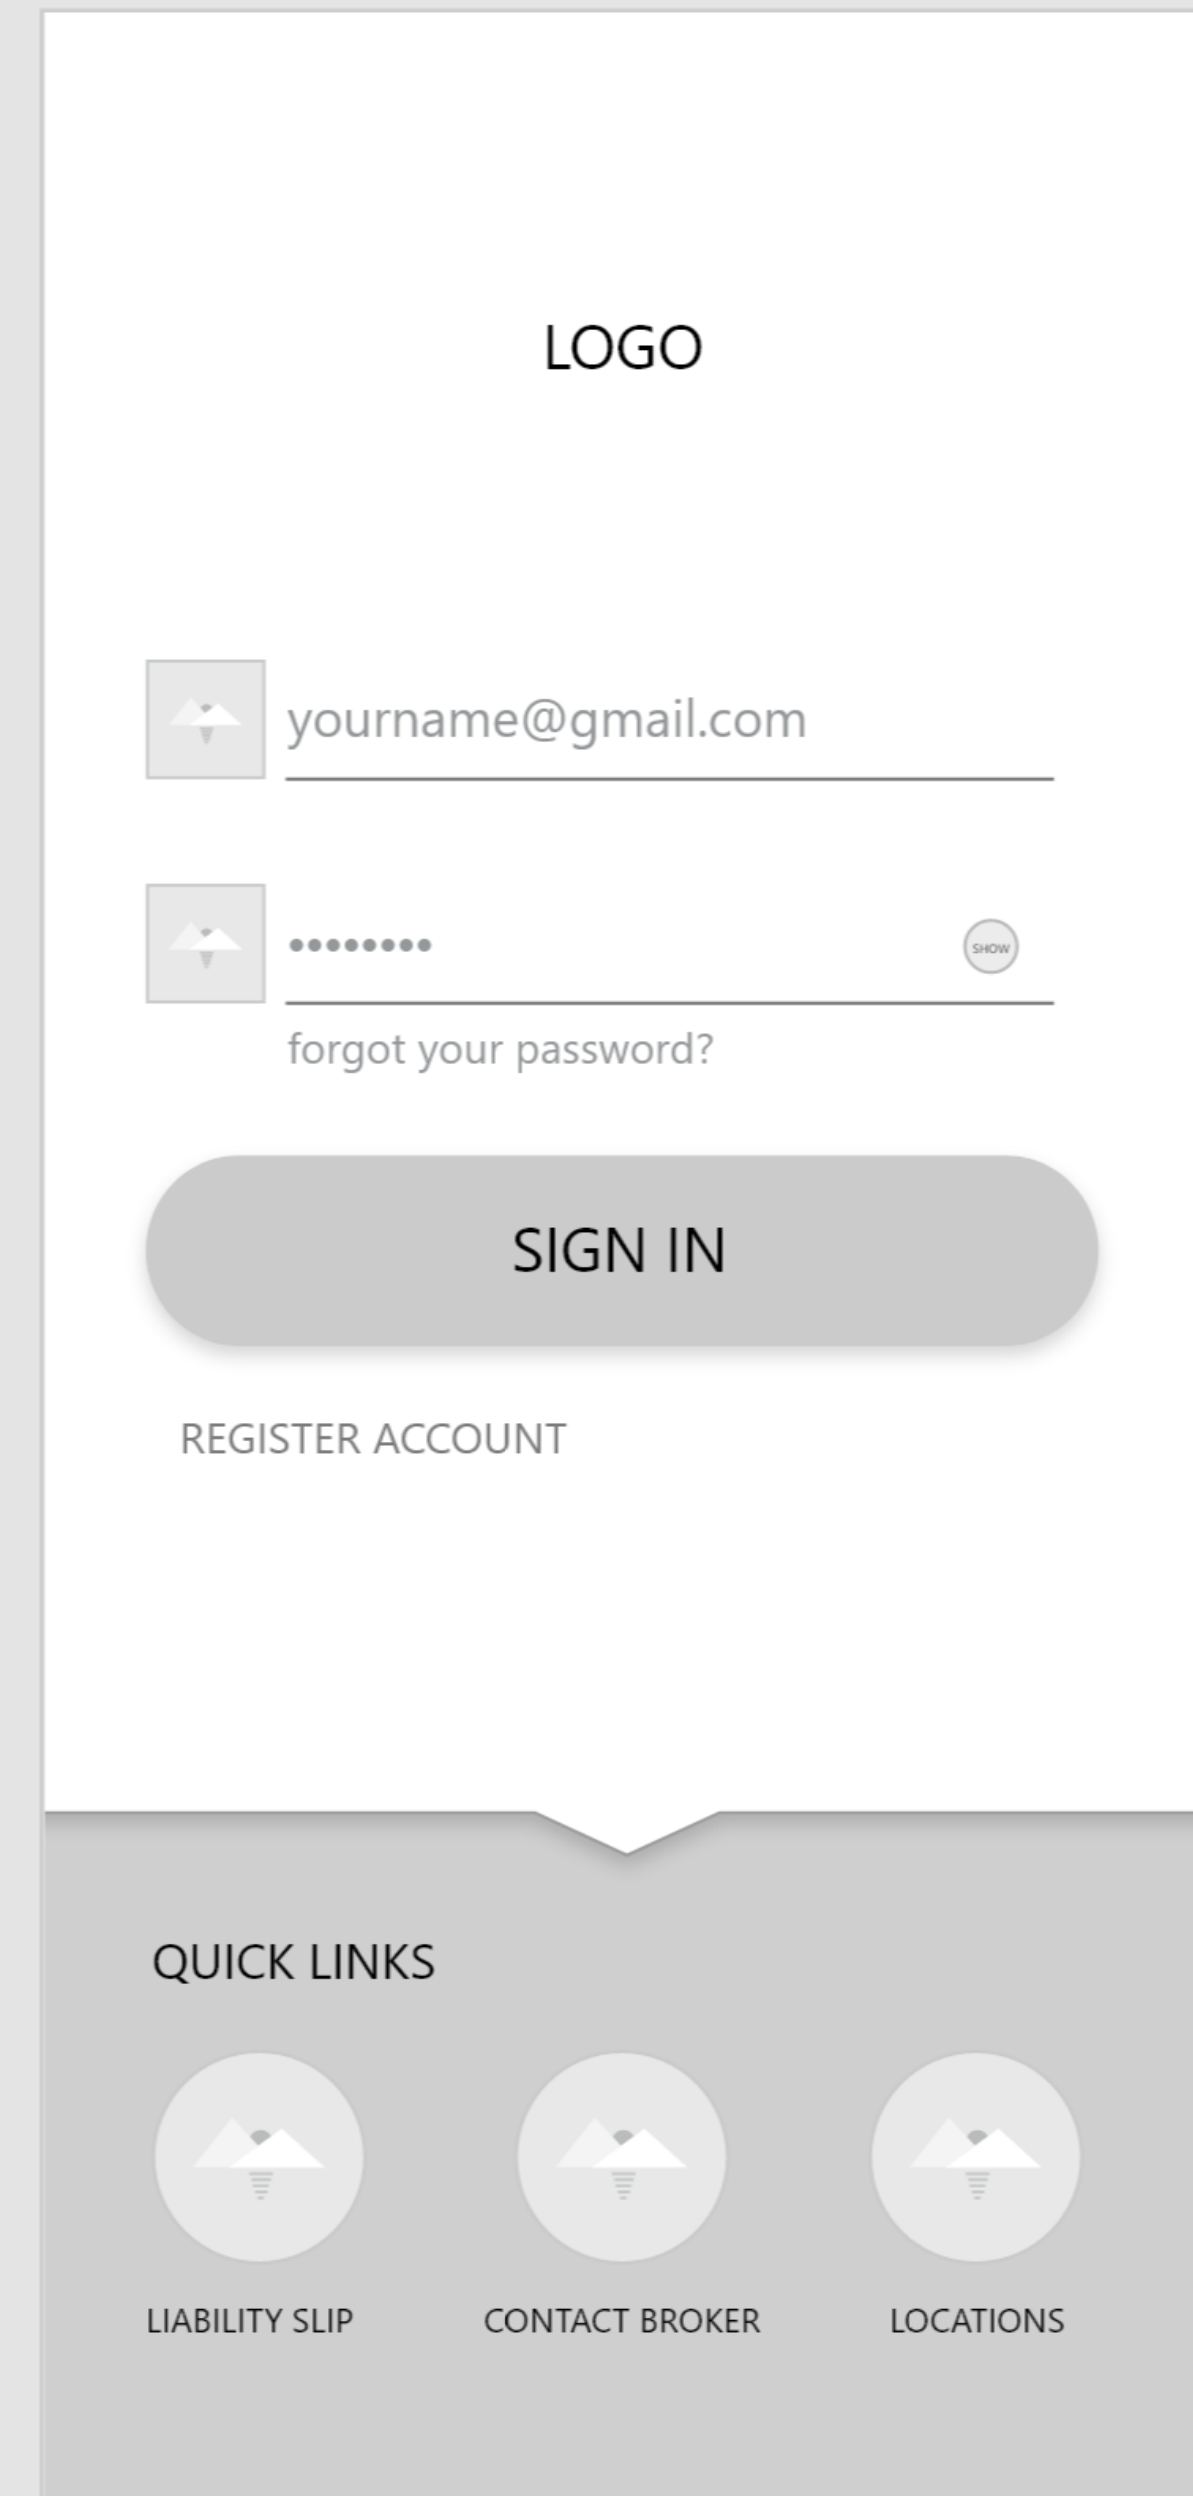 LOGO
yourname@gmail.com
••••••••
SHOW
forgot your password?
SIGN IN
REGISTER ACCOUNT
QUICK LINKS
LIABILITY SLIP
CONTACT BROKER
LOCATIONS